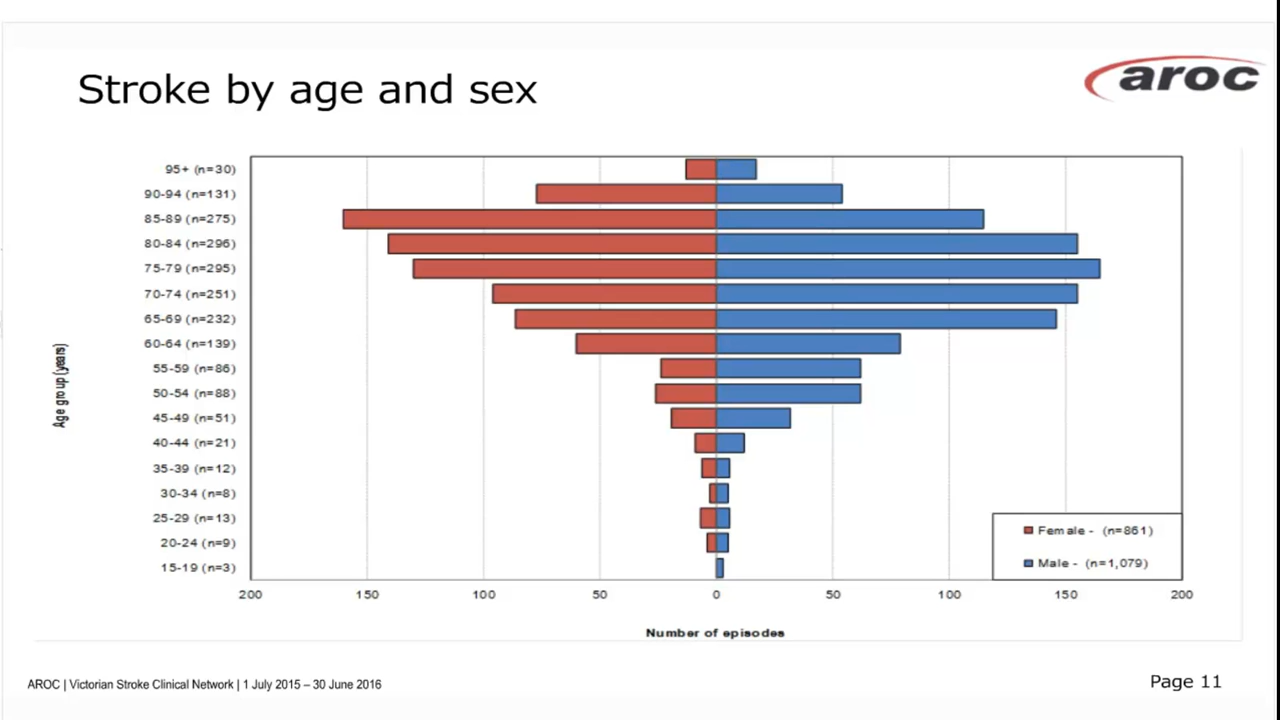 Stroke by age and sex
aroc
95+ (n=30)
90-94 (n=131)
85-89 (n=275)
80-84 (n=296)
75-79 (n=295)
70-74 (n=251)
65-69 (n=232)
60-64 (n=139)
55-59 (n=86)
50-54 (n=88)
45-49 (n=51)
40-44 (n=21)
35-39 (n=12)
30-34 (n=8)
25-29 (n=13)
20-24 (n=9)
15-19 (n=3)
Age group (years)
Female - (n=861)
Male - (n=1,079)
200 150 100 50 0 50 100 150 200
Number of episodes
AROC | Victorian Stroke Clinical Network | 1 July 2015 – 30 June 2016
Page 11